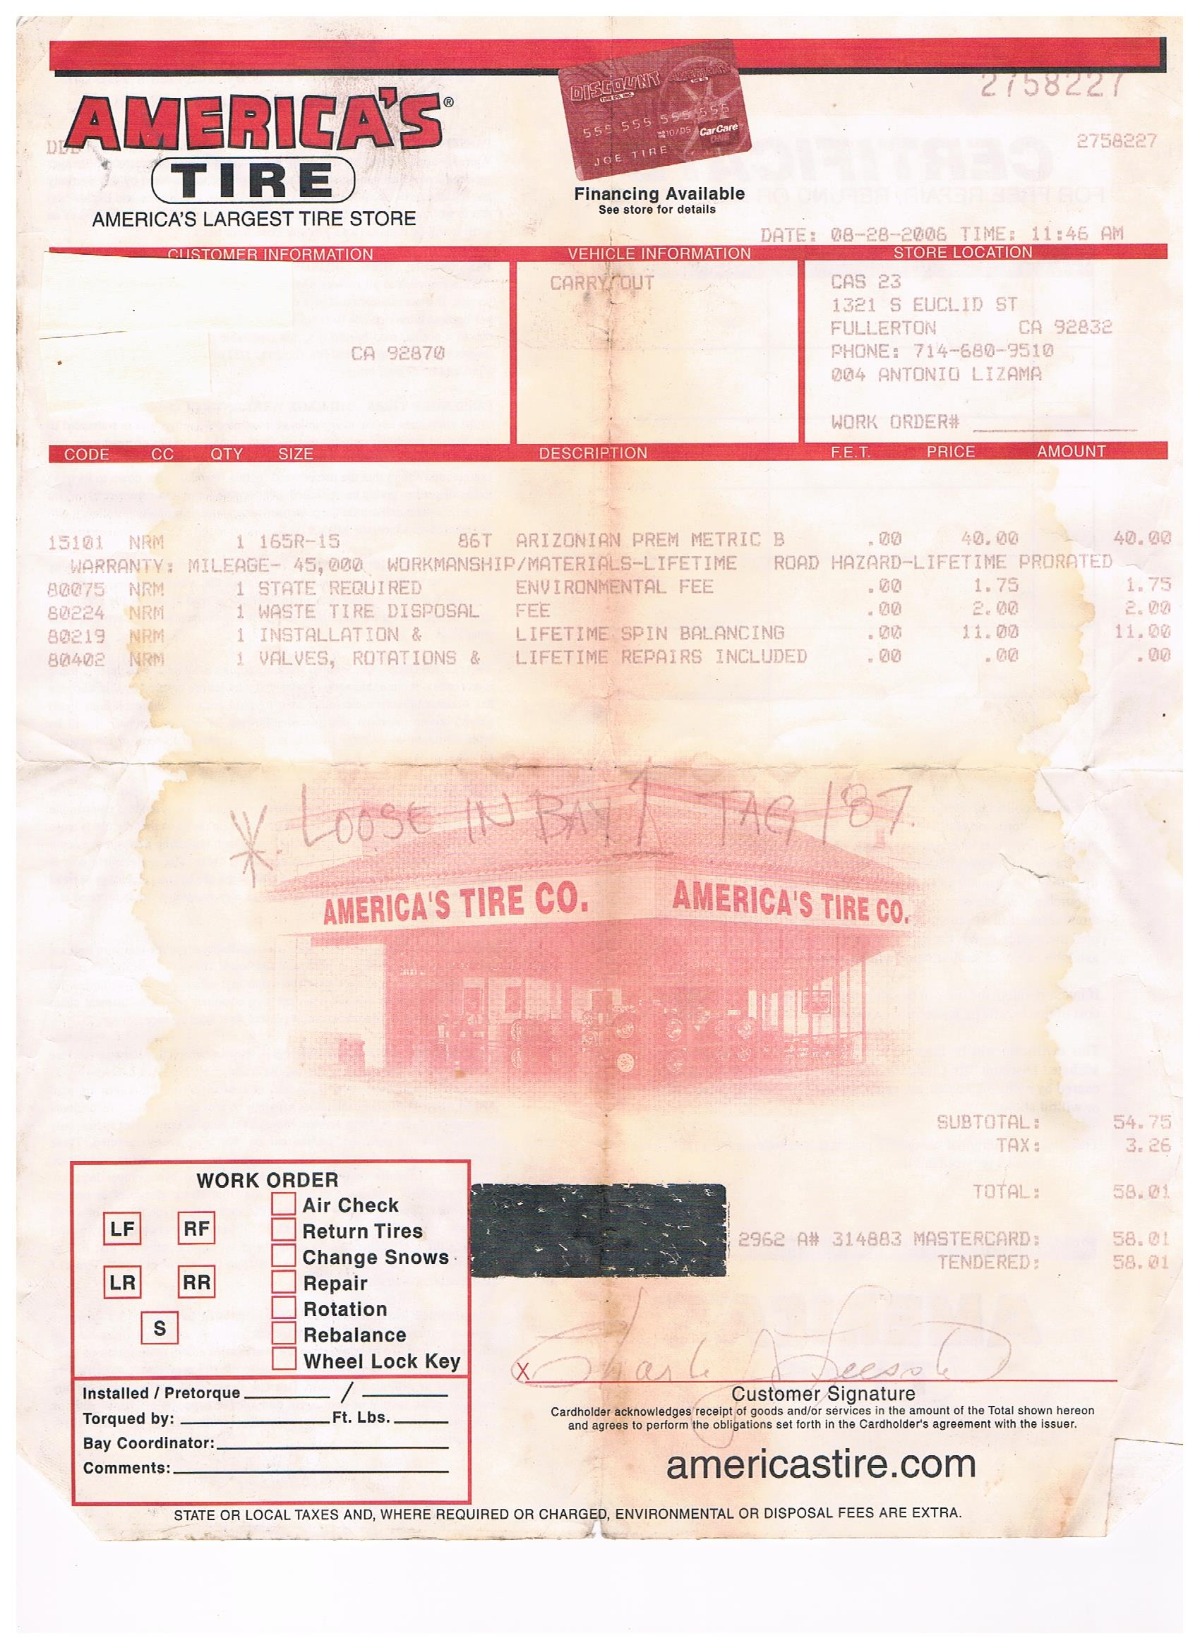 2758227
AMERICA'S®
TIRE
AMERICA'S LARGEST TIRE STORE
DISCOUNT
555 555 555 555
10/05 CarCare
JOE TIRE
Financing Available
See store for details
2758227
DATE: 08-28-2006 TIME: 11:46 AM
CUSTOMER INFORMATION VEHICLE INFORMATION STORE LOCATION
CARRY OUT CAS 23
1321 S EUCLID ST
FULLERTON CA 92832
CA 92870 PHONE: 714-680-9510
004 ANTONIO LIZAMA
WORK ORDER#
CODE CC QTY SIZE DESCRIPTION F.E.T. PRICE AMOUNT
15101 NRM 1 165R-15 86T ARIZONIAN PREM METRIC B .00 40.00 40.00
WARRANTY: MILEAGE- 45,000 WORKMANSHIP/MATERIALS-LIFETIME ROAD HAZARD-LIFETIME PRORATED
80075 NRM 1 STATE REQUIRED ENVIRONMENTAL FEE .00 1.75 1.75
80224 NRM 1 WASTE TIRE DISPOSAL FEE .00 2.00 2.00
80219 NRM 1 INSTALLATION & LIFETIME SPIN BALANCING .00 11.00 11.00
80402 NRM 1 VALVES, ROTATIONS & LIFETIME REPAIRS INCLUDED .00 .00 .00
* LOOSE IN BAY 1 TAG 187
AMERICA'S TIRE CO. AMERICA'S TIRE CO.
SUBTOTAL: 54.75
TAX: 3.26
TOTAL: 58.01
2962 A# 314883 MASTERCARD: 58.01
TENDERED: 58.01
WORK ORDER
LF RF
LR RR
S
Air Check
Return Tires
Change Snows
Repair
Rotation
Rebalance
Wheel Lock Key
Installed / Pretorque /
Torqued by: Ft. Lbs.
Bay Coordinator:
Comments:
X
Customer Signature
Cardholder acknowledges receipt of goods and/or services in the amount of the Total shown hereon
and agrees to perform the obligations set forth in the Cardholder's agreement with the issuer.
americastire.com
STATE OR LOCAL TAXES AND, WHERE REQUIRED OR CHARGED, ENVIRONMENTAL OR DISPOSAL FEES ARE EXTRA.